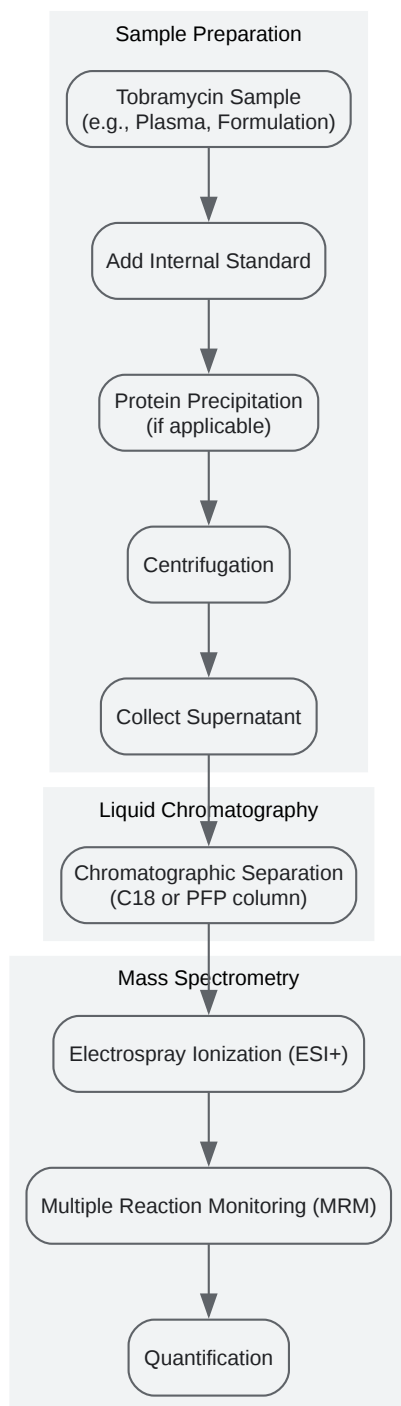 Sample Preparation
Tobramycin Sample
(e.g., Plasma, Formulation)
Add Internal Standard
Protein Precipitation
(if applicable)
Centrifugation
Collect Supernatant
Liquid Chromatography
Chromatographic Separation
(C18 or PFP column)
Mass Spectrometry
Electrospray Ionization (ESI+)
Multiple Reaction Monitoring (MRM)
Quantification